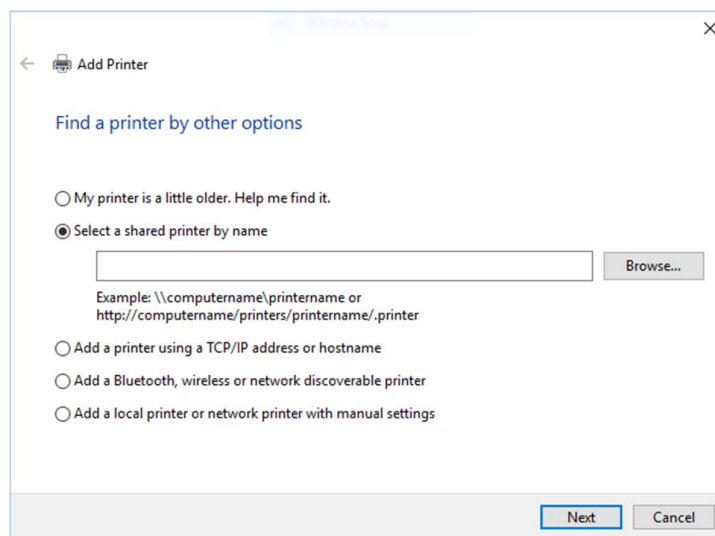 Window Snip
Add Printer
Find a printer by other options
My printer is a little older. Help me find it.
Select a shared printer by name
Browse...
Example: \\computername\printername or
http://computername/printers/printername/.printer
Add a printer using a TCP/IP address or hostname
Add a Bluetooth, wireless or network discoverable printer
Add a local printer or network printer with manual settings
Next
Cancel